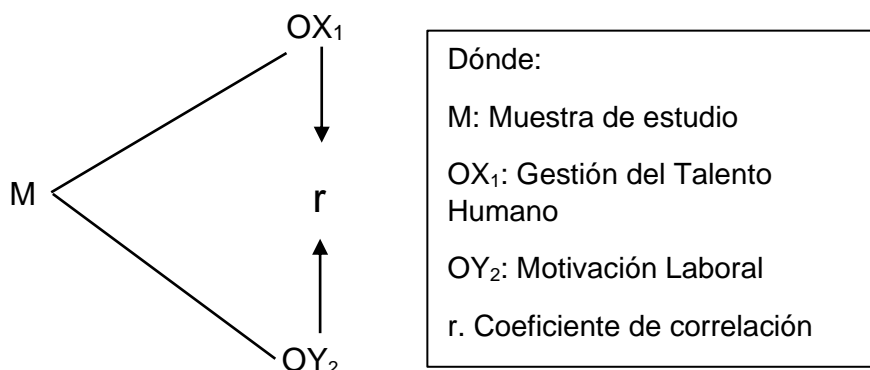 OX₁
M
r
OY₂
Dónde:
M: Muestra de estudio
OX₁: Gestión del Talento
Humano
OY₂: Motivación Laboral
r. Coeficiente de correlación